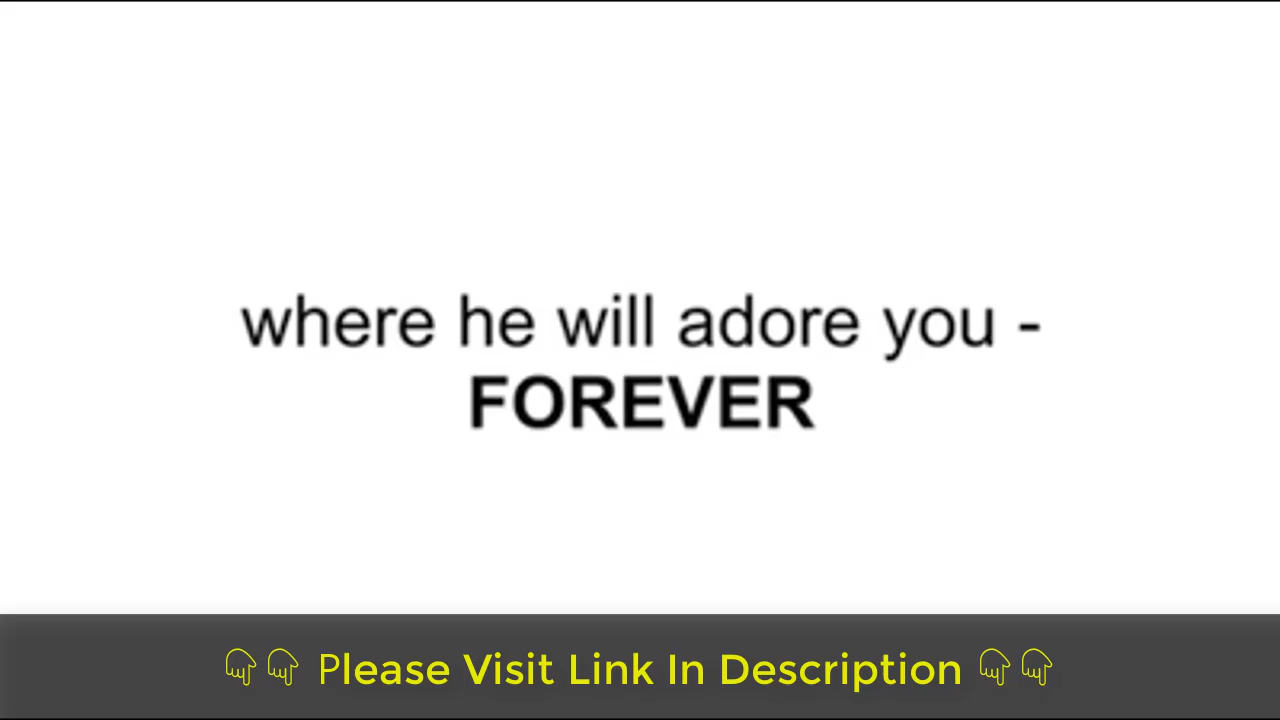 where he will adore you -
FOREVER
👇👇 Please Visit Link In Description 👇👇